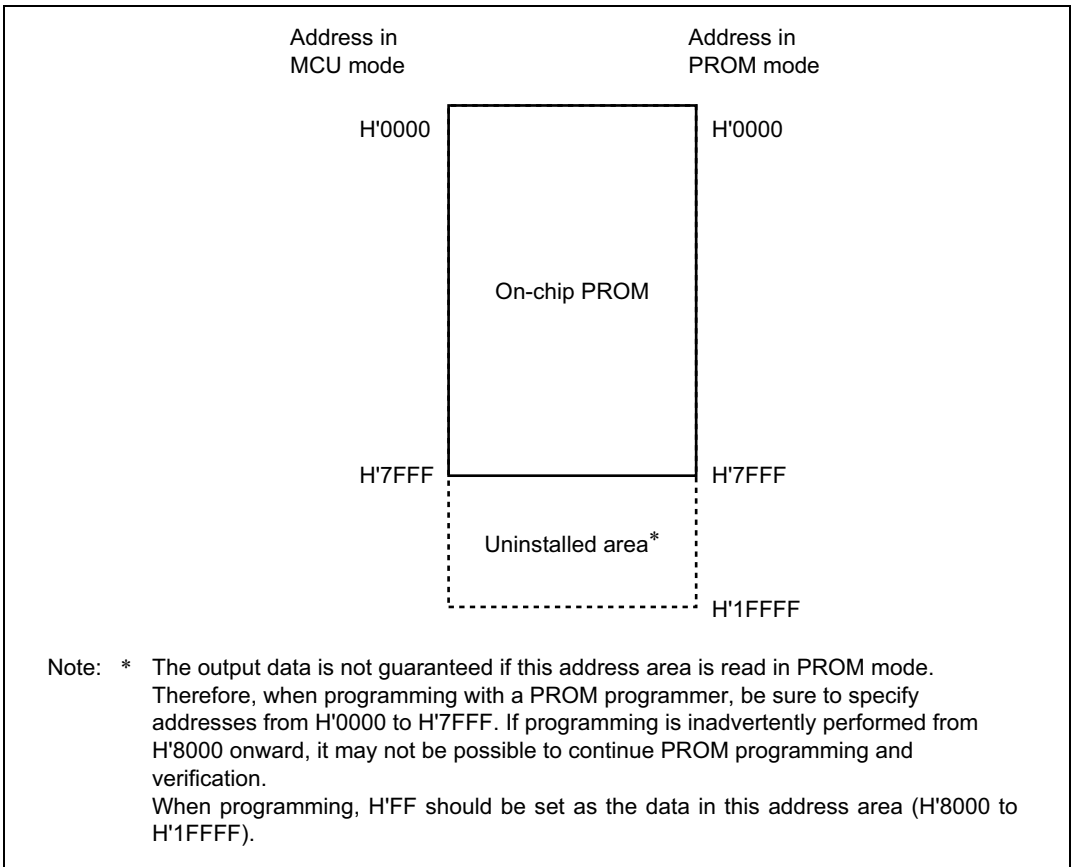 Address in
MCU mode
Address in
PROM mode
H'0000
H'0000
On-chip PROM
H'7FFF
H'7FFF
Uninstalled area*
H'1FFFF
Note: * The output data is not guaranteed if this address area is read in PROM mode.
Therefore, when programming with a PROM programmer, be sure to specify
addresses from H'0000 to H'7FFF. If programming is inadvertently performed from
H'8000 onward, it may not be possible to continue PROM programming and
verification.
When programming, H'FF should be set as the data in this address area (H'8000 to
H'1FFFF).